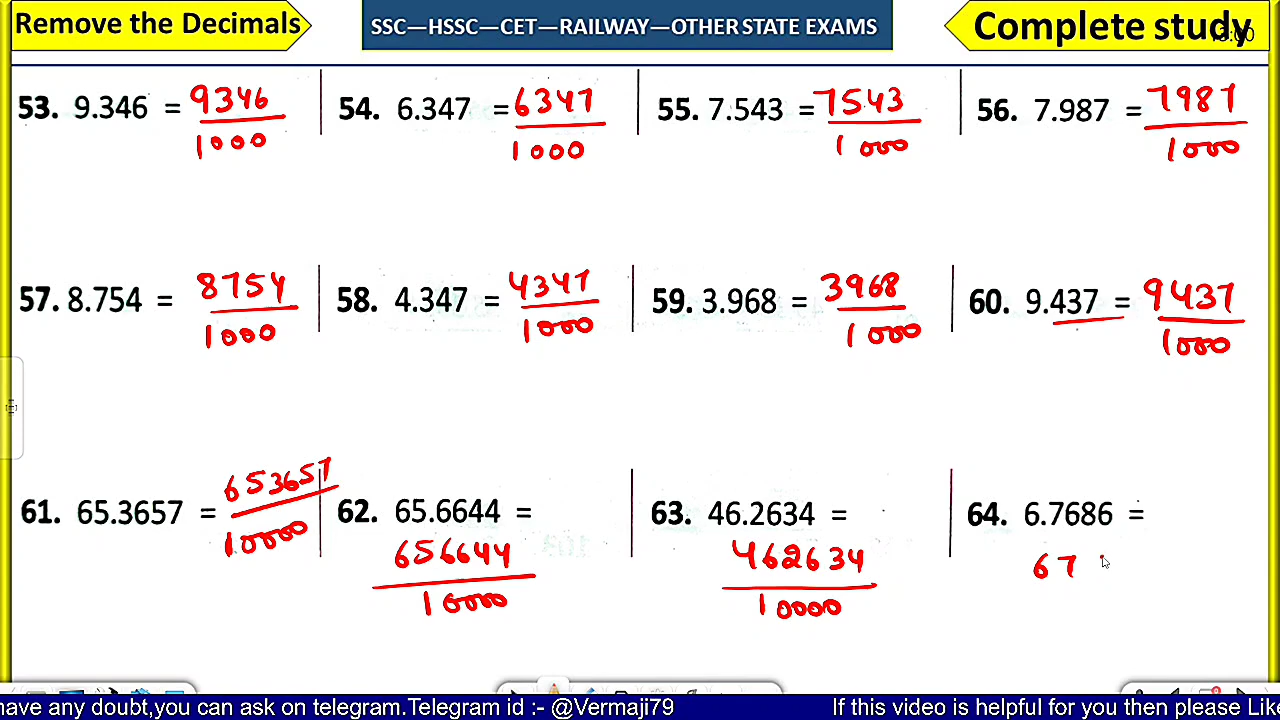 Remove the Decimals
SSC—HSSC—CET—RAILWAY—OTHER STATE EXAMS
Complete study
53. 9.346 = 9346/1000
54. 6.347 = 6347/1000
55. 7.543 = 7543/1000
56. 7.987 = 7987/1000
57. 8.754 = 8754/1000
58. 4.347 = 4347/1000
59. 3.968 = 3968/1000
60. 9.437 = 9437/1000
61. 65.3657 = 653657/10000
62. 65.6644 =
656644/10000
63. 46.2634 =
462634/10000
64. 6.7686 =
67
have any doubt,you can ask on telegram.Telegram id :- @Vermaji79
If this video is helpful for you then please Like